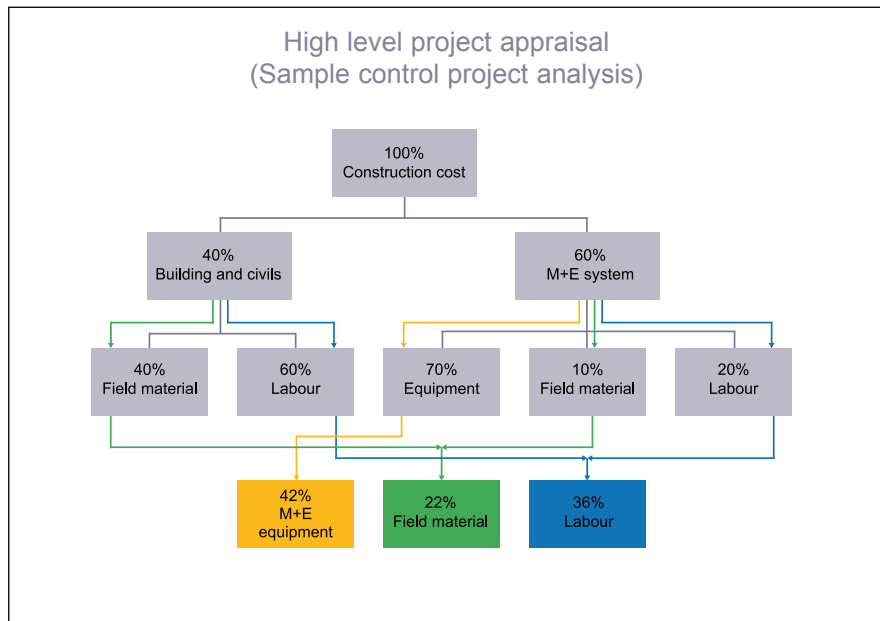 High level project appraisal
(Sample control project analysis)
100%
Construction cost
40%
Building and civils
60%
M+E system
40%
Field material
60%
Labour
70%
Equipment
10%
Field material
20%
Labour
42%
M+E
equipment
22%
Field material
36%
Labour